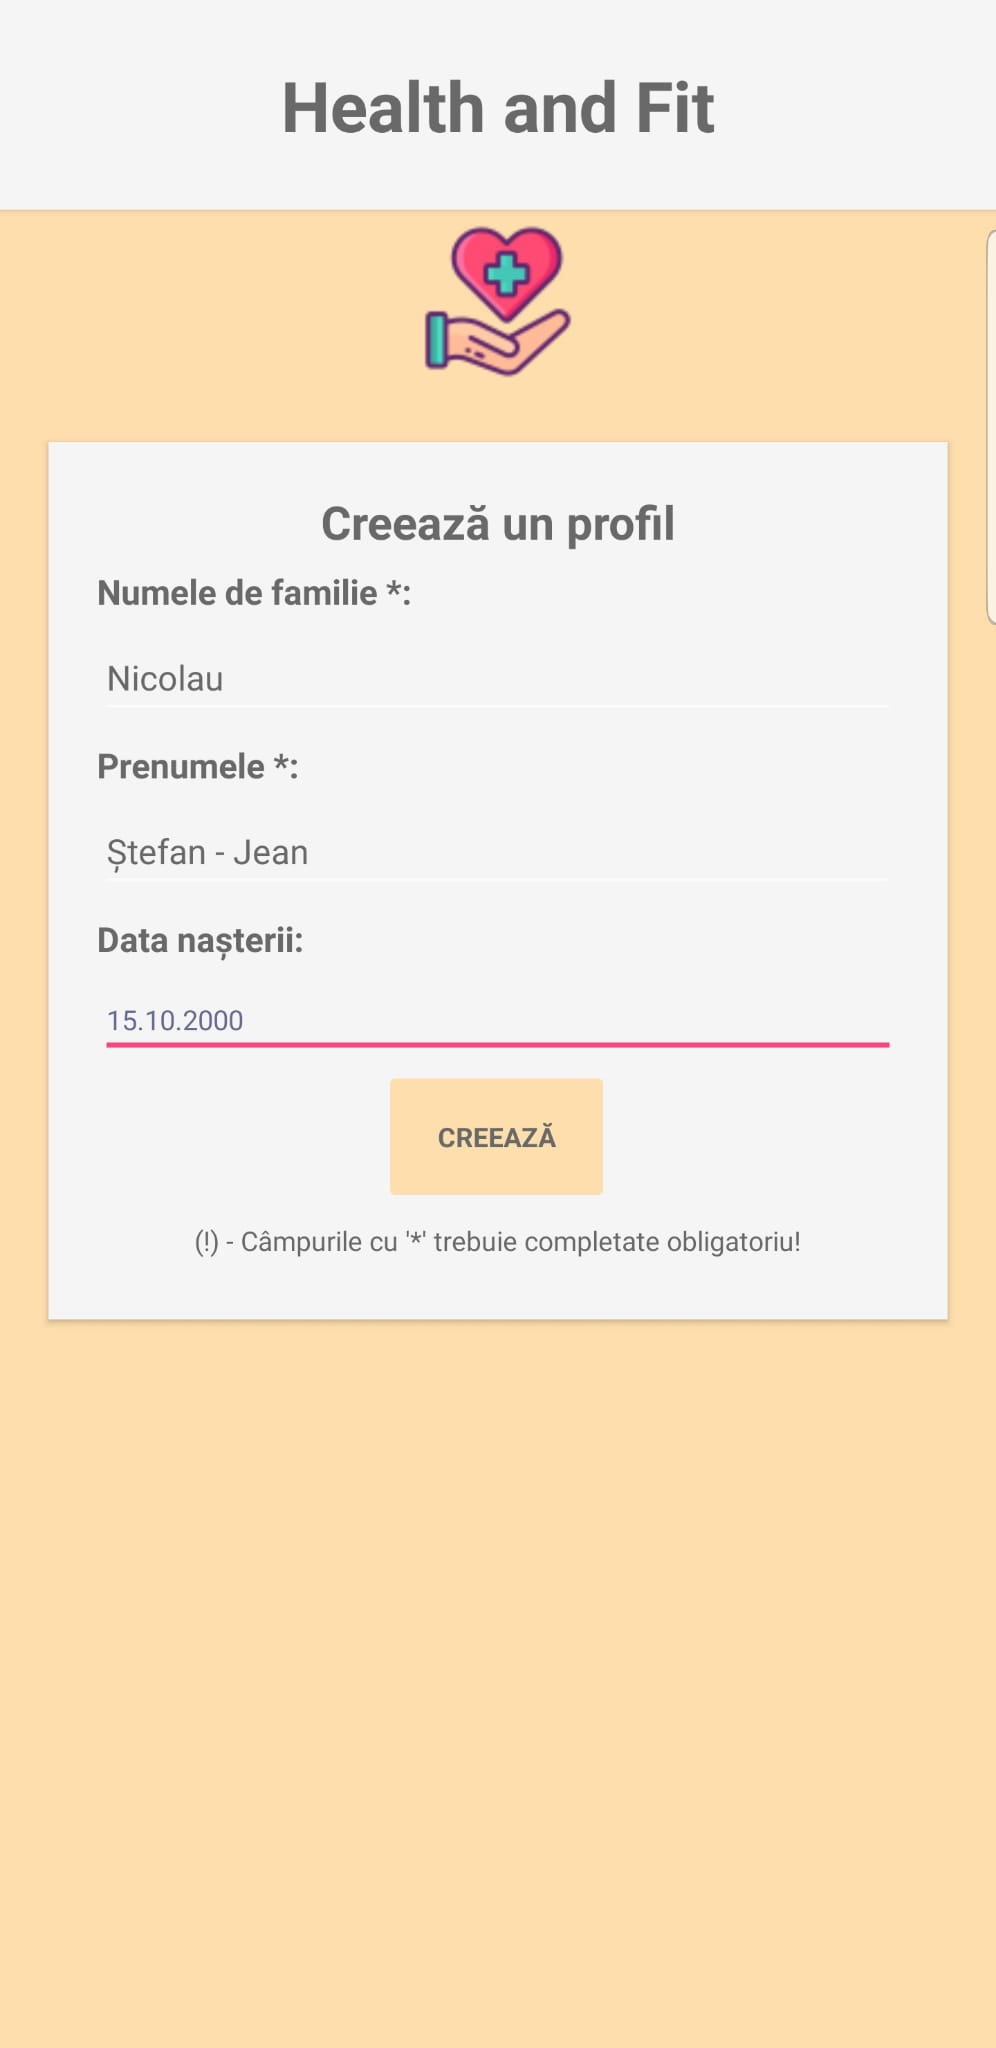 Health and Fit
Creează un profil
Numele de familie *:
Nicolau
Prenumele *:
Ștefan - Jean
Data nașterii:
15.10.2000
CREEAZĂ
(!) - Câmpurile cu '*' trebuie completate obligatoriu!